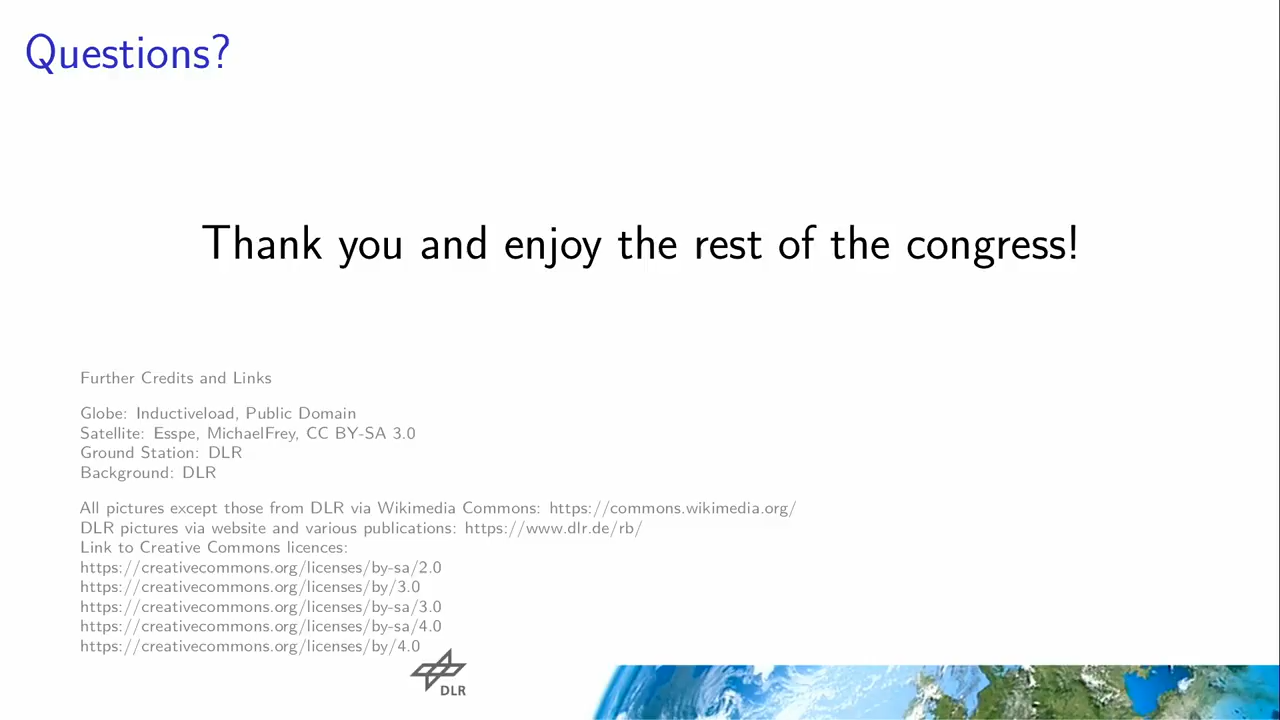 Questions?
Thank you and enjoy the rest of the congress!
Further Credits and Links
Globe: Inductiveload, Public Domain
Satellite: Esspe, MichaelFrey, CC BY-SA 3.0
Ground Station: DLR
Background: DLR
All pictures except those from DLR via Wikimedia Commons: https://commons.wikimedia.org/
DLR pictures via website and various publications: https://www.dlr.de/rb/
Link to Creative Commons licences:
https://creativecommons.org/licenses/by-sa/2.0
https://creativecommons.org/licenses/by/3.0
https://creativecommons.org/licenses/by-sa/3.0
https://creativecommons.org/licenses/by-sa/4.0
https://creativecommons.org/licenses/by/4.0
DLR